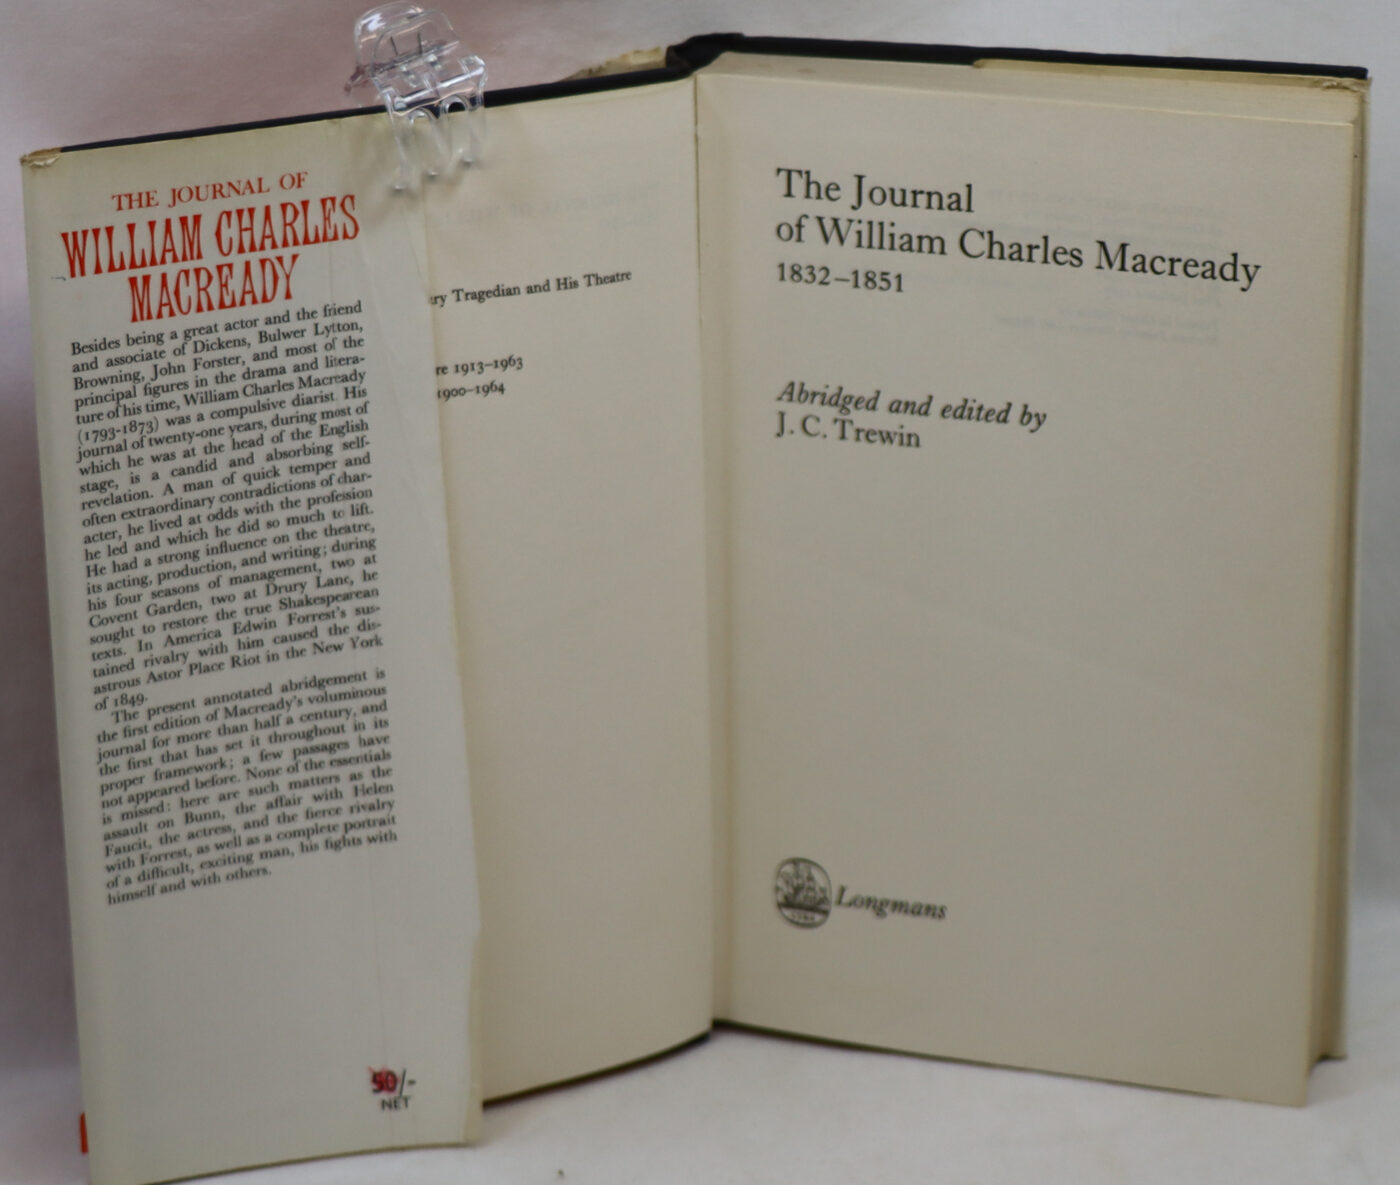 THE JOURNAL OF
WILLIAM CHARLES
MACREADY
Besides being a great actor and the friend
and associate of Dickens, Bulwer Lytton,
Browning, John Forster, and most of the
principal figures in the drama and litera-
ture of his time, William Charles Macready
(1793-1873) was a compulsive diarist. His
journal of twenty-one years, during most of
which he was at the head of the English
stage, is a candid and absorbing self-
revelation. A man of quick temper and
often extraordinary contradictions of char-
acter, he lived at odds with the profession
he led and which he did so much to lift.
He had a strong influence on the theatre,
its acting, production, and writing; during
his four seasons of management, two at
Covent Garden, two at Drury Lane, he
sought to restore the true Shakespearean
texts. In America Edwin Forrest's sus-
tained rivalry with him caused the dis-
astrous Astor Place Riot in the New York
of 1849.
The present annotated abridgement is
the first edition of Macready's voluminous
journal for more than half a century, and
the first that has set it throughout in its
proper framework; a few passages have
not appeared before. None of the essentials
is missed: here are such matters as the
assault on Bunn, the affair with Helen
Faucit, the actress, and the fierce rivalry
with Forrest, as well as a complete portrait
of a difficult, exciting man, his fights with
himself and with others.
50/-
NET
ry Tragedian and His Theatre
re 1913–1963
1900–1964
The Journal
of William Charles Macready
1832–1851
Abridged and edited by
J. C. Trewin
Longmans